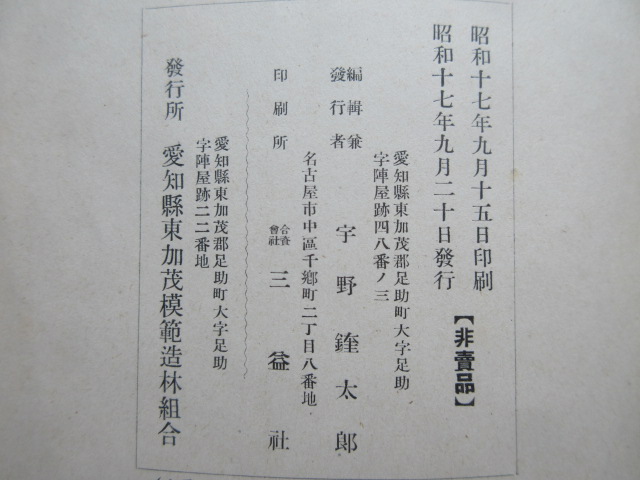 昭和十七年九月十五日印刷
昭和十七年九月二十日發行
【非賣品】
愛知縣東加茂郡足助町大字足助
字陣屋跡四八番ノ三
編輯兼
發行者
宇野鍷太郎
名古屋市中區千鄕町二丁目八番地
印刷所
合資
會社
三益社
愛知縣東加茂郡足助町大字足助
字陣屋跡二二番地
發行所
愛知縣東加茂模範造林組合